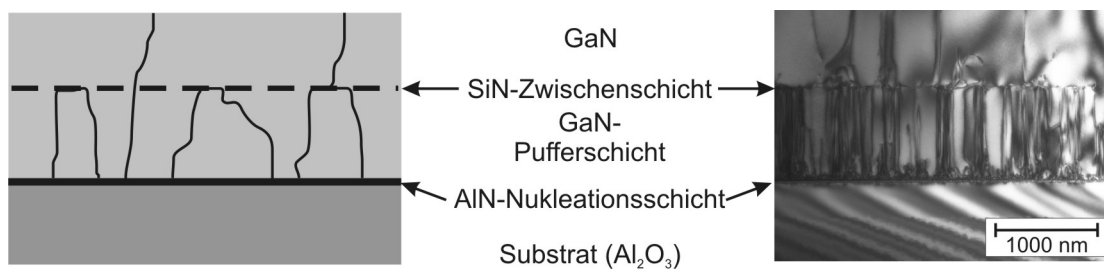 GaN
SiN-Zwischenschicht
GaN-
Pufferschicht
AlN-Nukleationsschicht
Substrat (Al₂O₃)
1000 nm